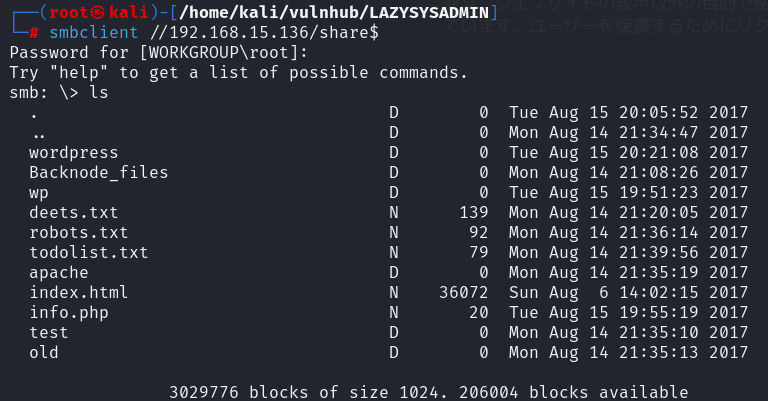 ┌──(root㉿kali)-[/home/kali/vulnhub/LAZYSYSADMIN]
└─# smbclient //192.168.15.136/share$
Password for [WORKGROUP\root]:
Try "help" to get a list of possible commands.
smb: \> ls
  .                                   D        0  Tue Aug 15 20:05:52 2017
  ..                                  D        0  Mon Aug 14 21:34:47 2017
  wordpress                           D        0  Tue Aug 15 20:21:08 2017
  Backnode_files                      D        0  Mon Aug 14 21:08:26 2017
  wp                                  D        0  Tue Aug 15 19:51:23 2017
  deets.txt                           N      139  Mon Aug 14 21:20:05 2017
  robots.txt                          N       92  Mon Aug 14 21:36:14 2017
  todolist.txt                        N       79  Mon Aug 14 21:39:56 2017
  apache                              D        0  Mon Aug 14 21:35:19 2017
  index.html                          N    36072  Sun Aug  6 14:02:15 2017
  info.php                            N       20  Tue Aug 15 19:55:19 2017
  test                                D        0  Mon Aug 14 21:35:10 2017
  old                                 D        0  Mon Aug 14 21:35:13 2017
                3029776 blocks of size 1024. 206004 blocks available